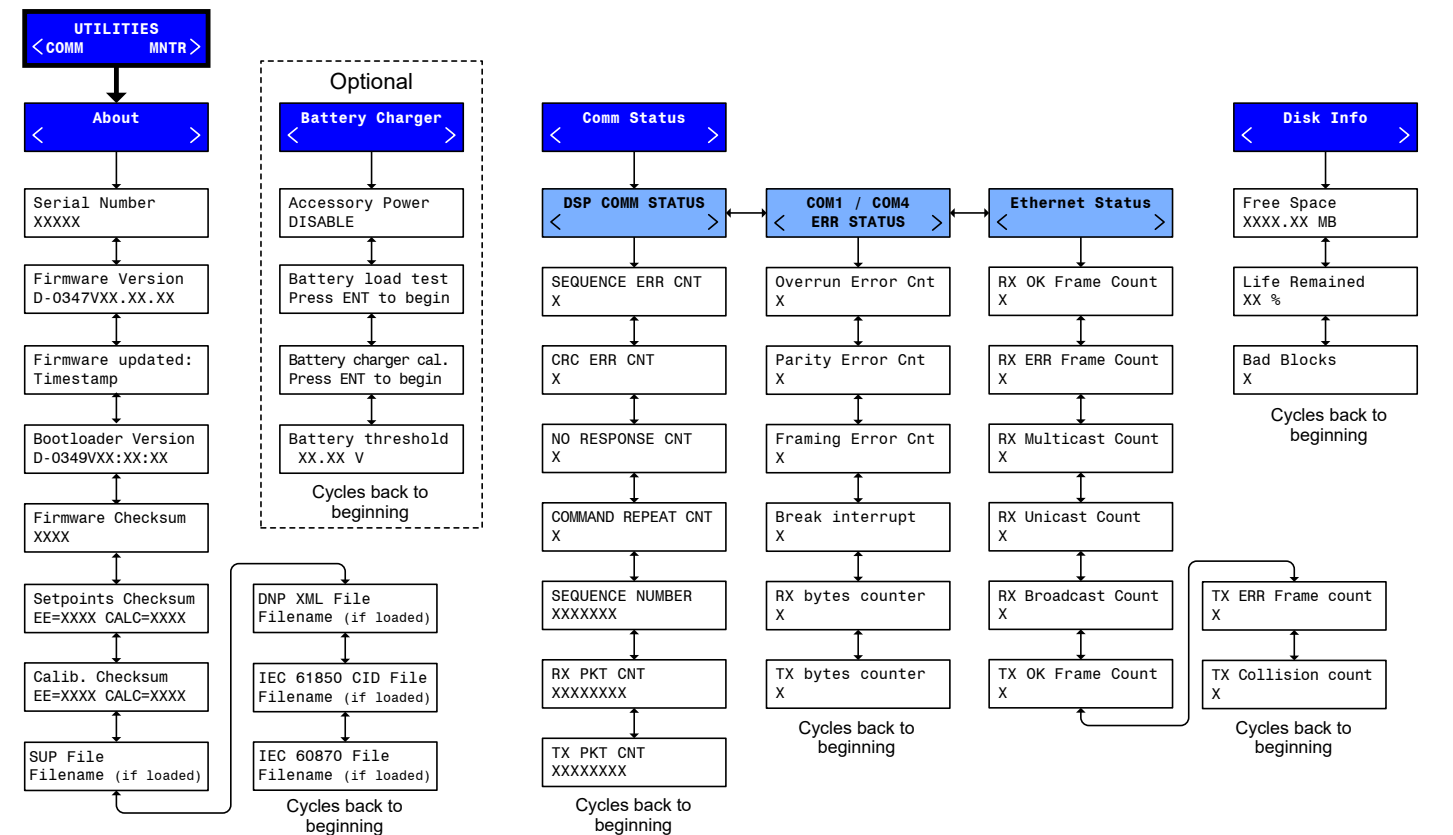 UTILITIES
<COMM MNTR>
About
< >
Serial Number
XXXXX
Firmware Version
D-0347VXX.XX.XX
Firmware updated:
Timestamp
Bootloader Version
D-0349VXX:XX:XX
Firmware Checksum
XXXX
Setpoints Checksum
EE=XXXX CALC=XXXX
Calib. Checksum
EE=XXXX CALC=XXXX
SUP File
Filename (if loaded)
DNP XML File
Filename (if loaded)
IEC 61850 CID File
Filename (if loaded)
IEC 60870 File
Filename (if loaded)
Cycles back to
beginning
Optional
Battery Charger
< >
Accessory Power
DISABLE
Battery load test
Press ENT to begin
Battery charger cal.
Press ENT to begin
Battery threshold
XX.XX V
Cycles back to
beginning
Comm Status
< >
DSP COMM STATUS
< >
SEQUENCE ERR CNT
X
CRC ERR CNT
X
NO RESPONSE CNT
X
COMMAND REPEAT CNT
X
SEQUENCE NUMBER
XXXXXXX
RX PKT CNT
XXXXXXXX
TX PKT CNT
XXXXXXXX
Cycles back to
beginning
COM1 / COM4
< ERR STATUS >
Overrun Error Cnt
X
Parity Error Cnt
X
Framing Error Cnt
X
Break interrupt
X
RX bytes counter
X
TX bytes counter
X
Cycles back to
beginning
Ethernet Status
< >
RX OK Frame Count
X
RX ERR Frame Count
X
RX Multicast Count
X
RX Unicast Count
X
RX Broadcast Count
X
TX OK Frame Count
X
TX ERR Frame count
X
TX Collision count
X
Cycles back to
beginning
Disk Info
< >
Free Space
XXXX.XX MB
Life Remained
XX %
Bad Blocks
X
Cycles back to
beginning